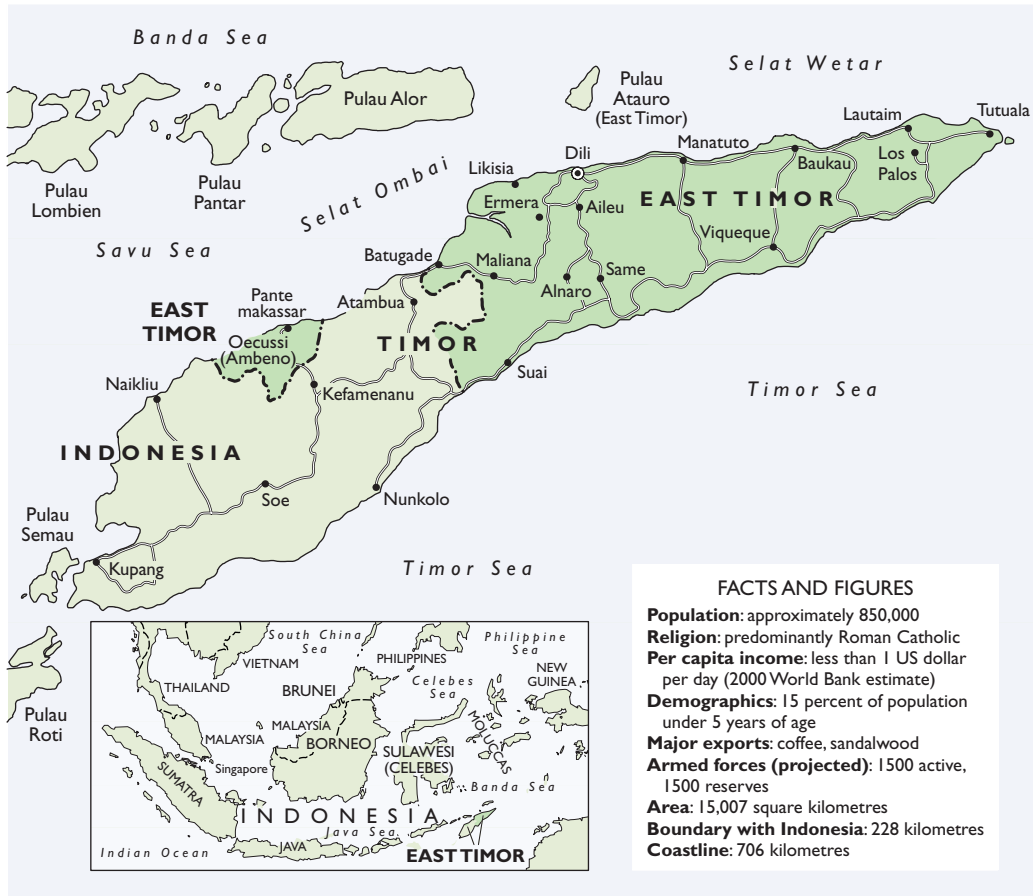 Banda Sea
Selat Wetar
Pulau
Atauro
(East Timor)
Pulau Alor
Lautaim
Tutuala
Manatuto
Dili
Baukau
Los
Palos
Likisia
Pulau
Lombien
Pulau
Pantar
Selat Ombai
Ermera
Aileu
EAST TIMOR
Viqueque
Savu Sea
Batugade
Maliana
Same
Alnaro
Pante
makassar
Atambua
EAST
TIMOR
Oecussi
(Ambeno)
TIMOR
Suai
Naikliu
Kefamenanu
Timor Sea
INDONESIA
Soe
Nunkolo
Pulau
Semau
Kupang
Timor Sea
Pulau
Roti
South China
Sea
Philippine
Sea
VIETNAM
PHILIPPINES
NEW
GUINEA
THAILAND
BRUNEI
Celebes
Sea
MALAYSIA
MALAYSIA
BORNEO
MOLUCCAS
SULAWESI
(CELEBES)
Singapore
SUMATRA
Banda Sea
INDONESIA
Java Sea
JAVA
Indian Ocean
EAST TIMOR
FACTS AND FIGURES
Population: approximately 850,000
Religion: predominantly Roman Catholic
Per capita income: less than 1 US dollar
per day (2000 World Bank estimate)
Demographics: 15 percent of population
under 5 years of age
Major exports: coffee, sandalwood
Armed forces (projected): 1500 active,
1500 reserves
Area: 15,007 square kilometres
Boundary with Indonesia: 228 kilometres
Coastline: 706 kilometres